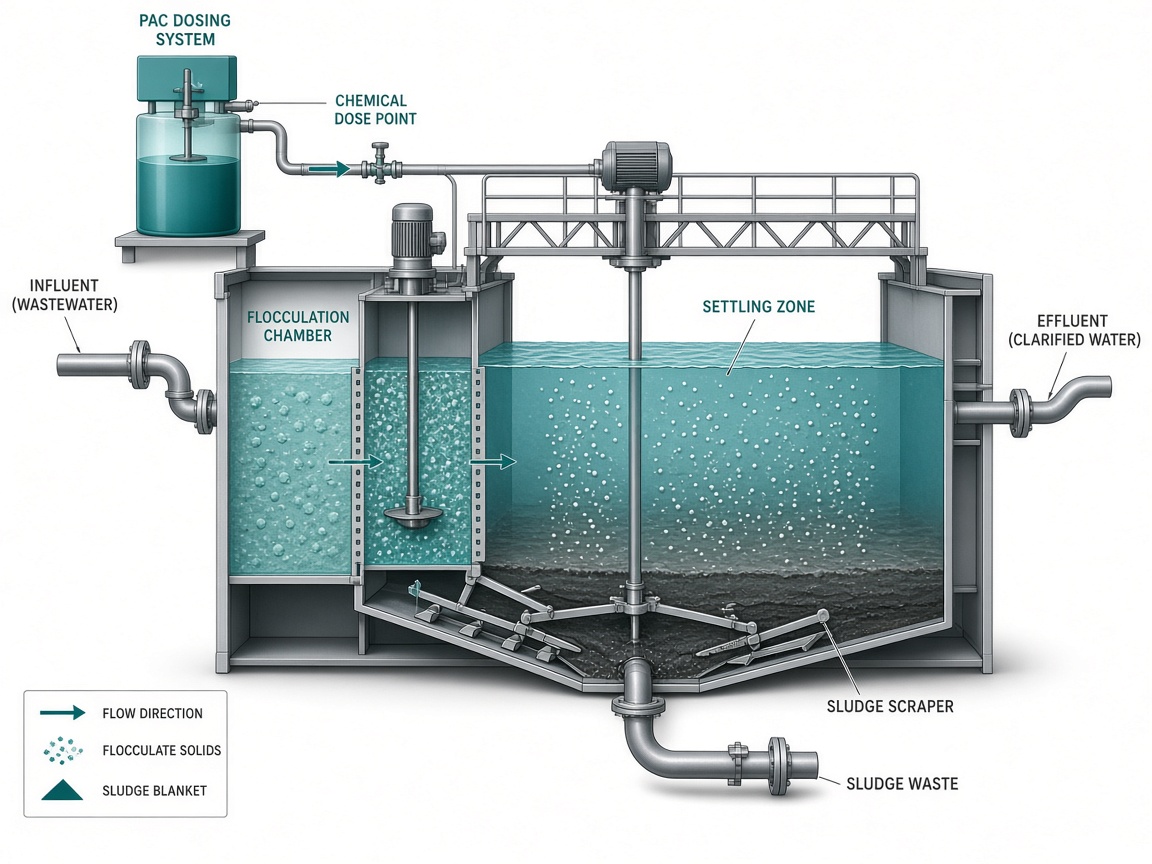 PAC DOSING
SYSTEM
CHEMICAL
DOSE POINT
INFLUENT
(WASTEWATER)
FLOCCULATION
CHAMBER
SETTLING ZONE
EFFLUENT
(CLARIFIED WATER)
SLUDGE SCRAPER
SLUDGE WASTE
FLOW DIRECTION
FLOCCULATE SOLIDS
SLUDGE BLANKET